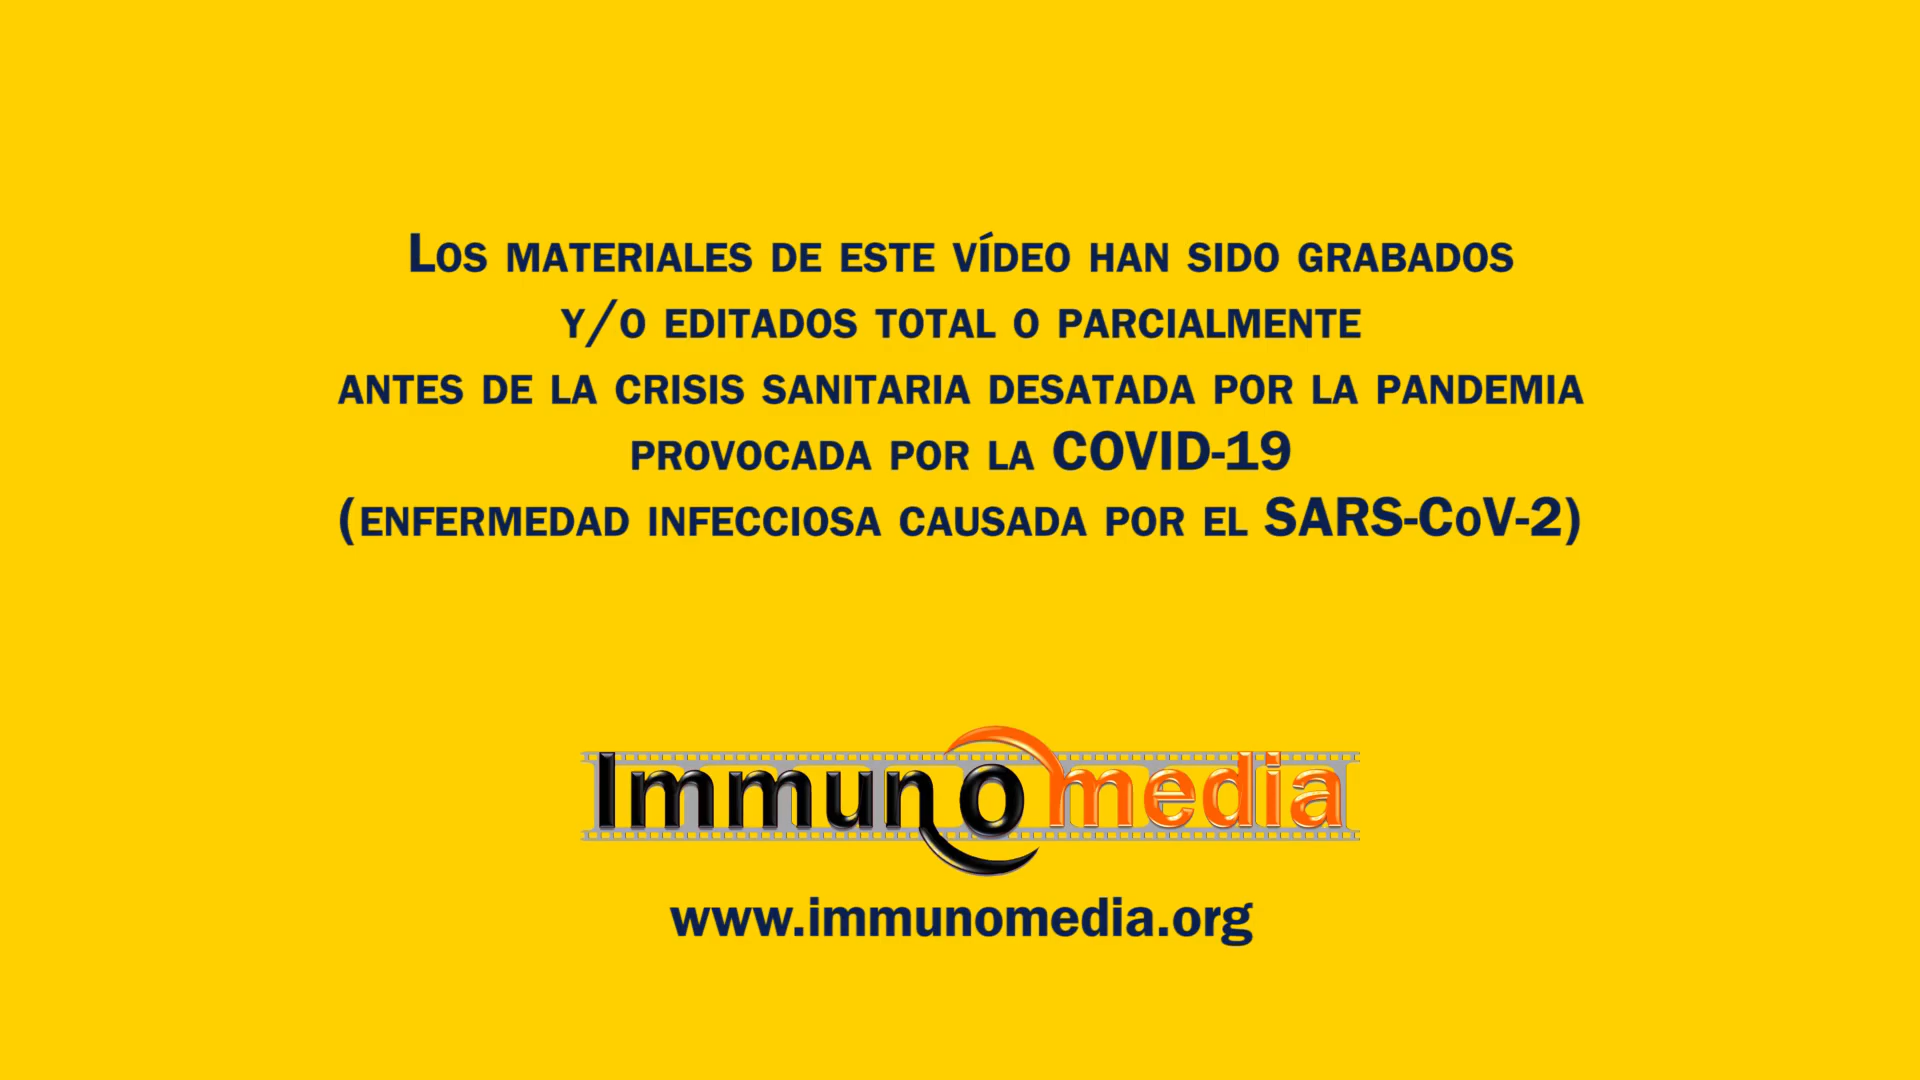 Los materiales de este vídeo han sido grabados
y/o editados total o parcialmente
antes de la crisis sanitaria desatada por la pandemia
provocada por la COVID-19
(enfermedad infecciosa causada por el SARS-CoV-2)
Immunomedia
www.immunomedia.org